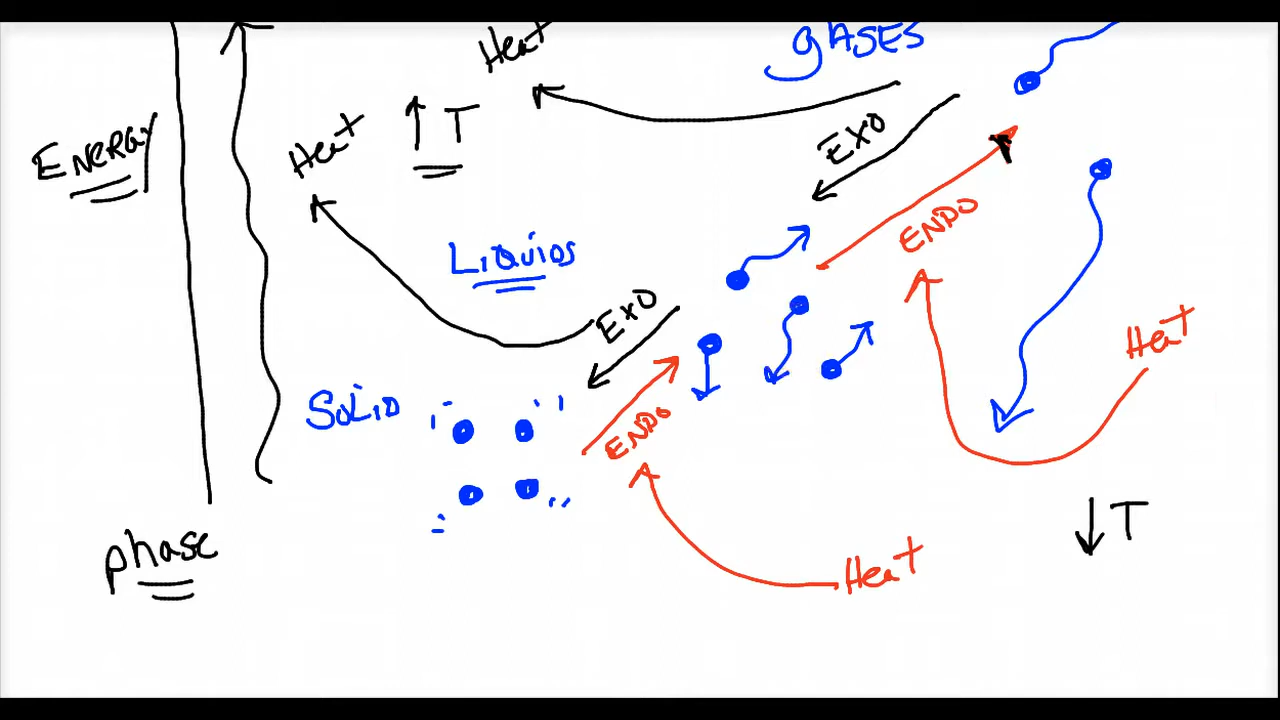 gASES
Heat
↑ T
EXO
ENERGY
Heat
ENDO
LiQuiDS
EXO
Heat
SOLiD
ENDO
↓ T
phase
Heat